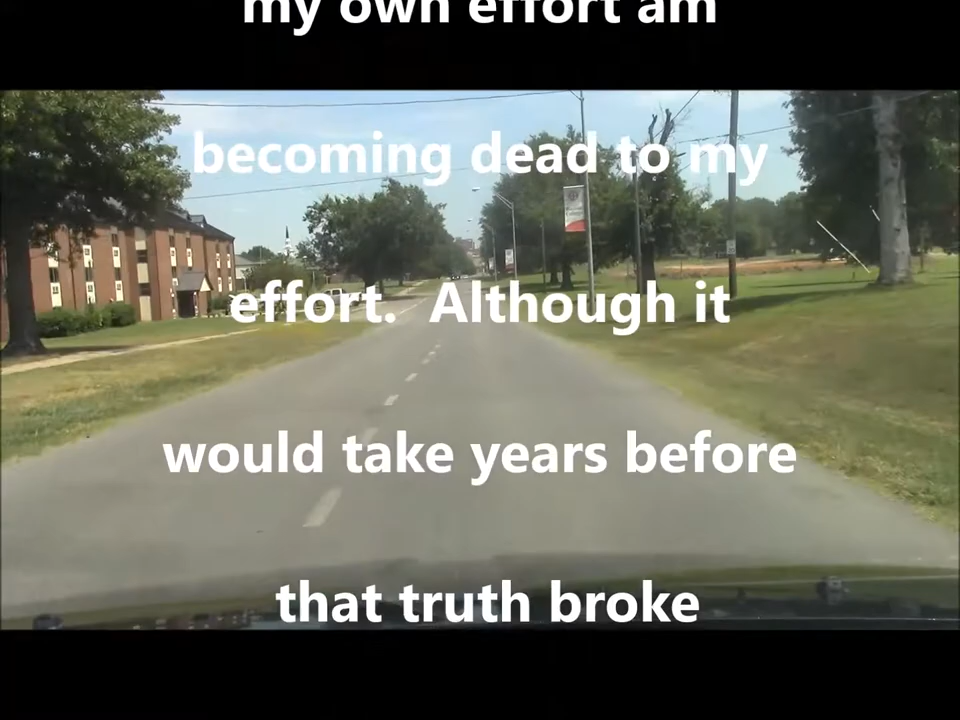 my own effort am
becoming dead to my
effort.  Although it
would take years before
that truth broke